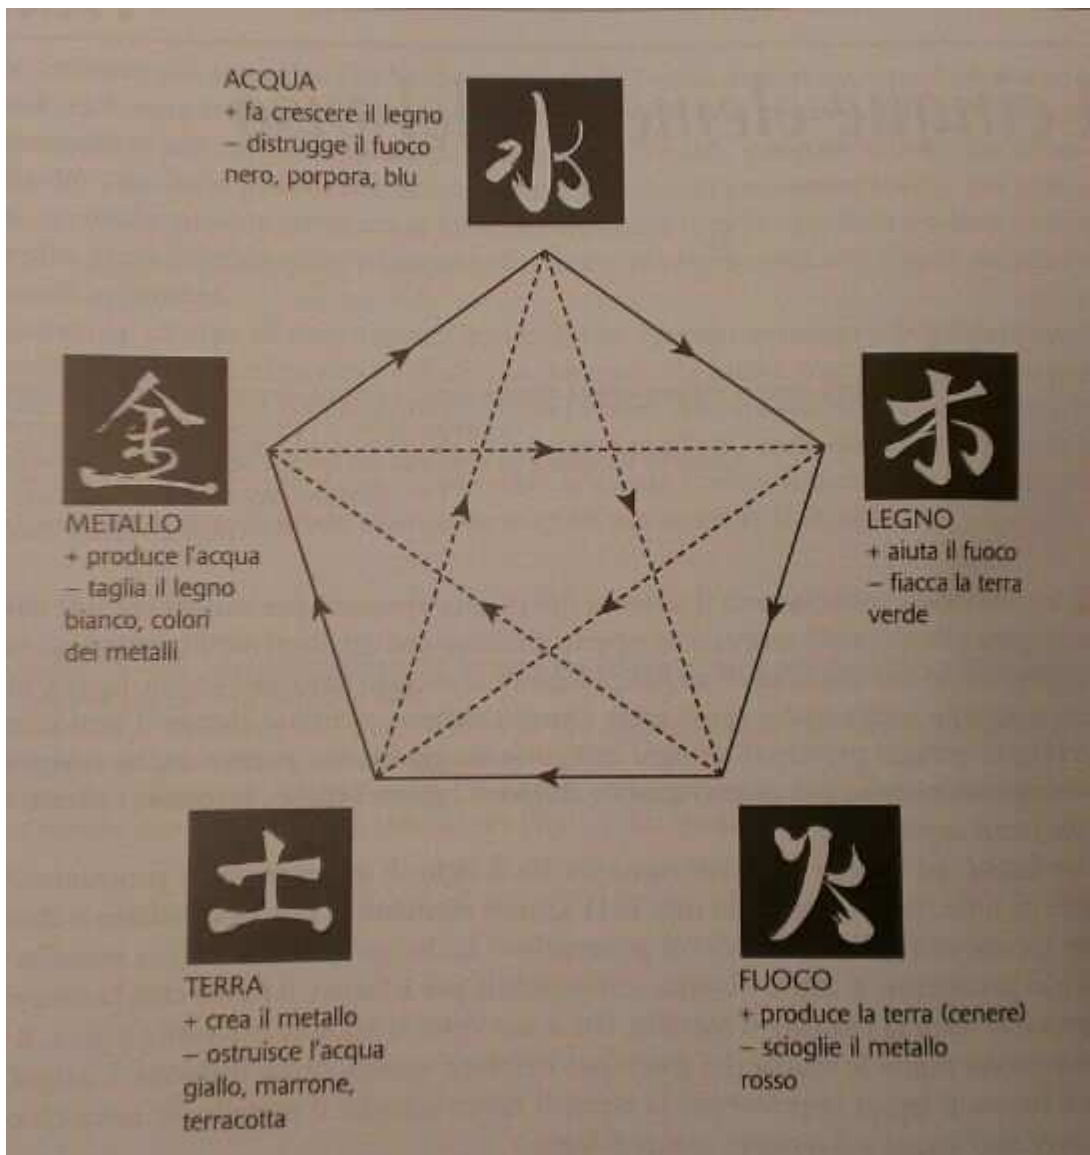 ACQUA
+ fa crescere il legno
– distrugge il fuoco
nero, porpora, blu
水
金
METALLO
+ produce l'acqua
– taglia il legno
bianco, colori
dei metalli
木
LEGNO
+ aiuta il fuoco
– fiacca la terra
verde
土
TERRA
+ crea il metallo
– ostruisce l'acqua
giallo, marrone,
terracotta
火
FUOCO
+ produce la terra (cenere)
– scioglie il metallo
rosso